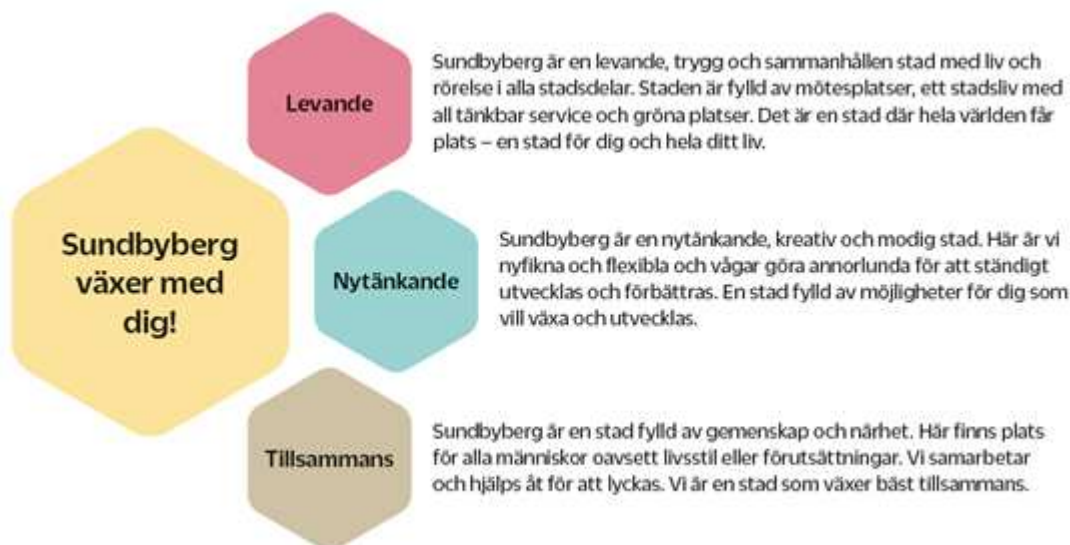 Sundbyberg
växer med
dig!
Levande
Sundbyberg är en levande, trygg och sammanhållen stad med liv och
rörelse i alla stadsdelar. Staden är fylld av mötesplatser, ett stadsliv med
all tänkbar service och gröna platser. Det är en stad där hela världen får
plats – en stad för dig och hela ditt liv.
Nytänkande
Sundbyberg är en nytänkande, kreativ och modig stad. Här är vi
nyfikna och flexibla och vågar göra annorlunda för att ständigt
utvecklas och förbättras. En stad fylld av möjligheter för dig som
vill växa och utvecklas.
Tillsammans
Sundbyberg är en stad fylld av gemenskap och närhet. Här finns plats
för alla människor oavsett livsstil eller förutsättningar. Vi samarbetar
och hjälps åt för att lyckas. Vi är en stad som växer bäst tillsammans.